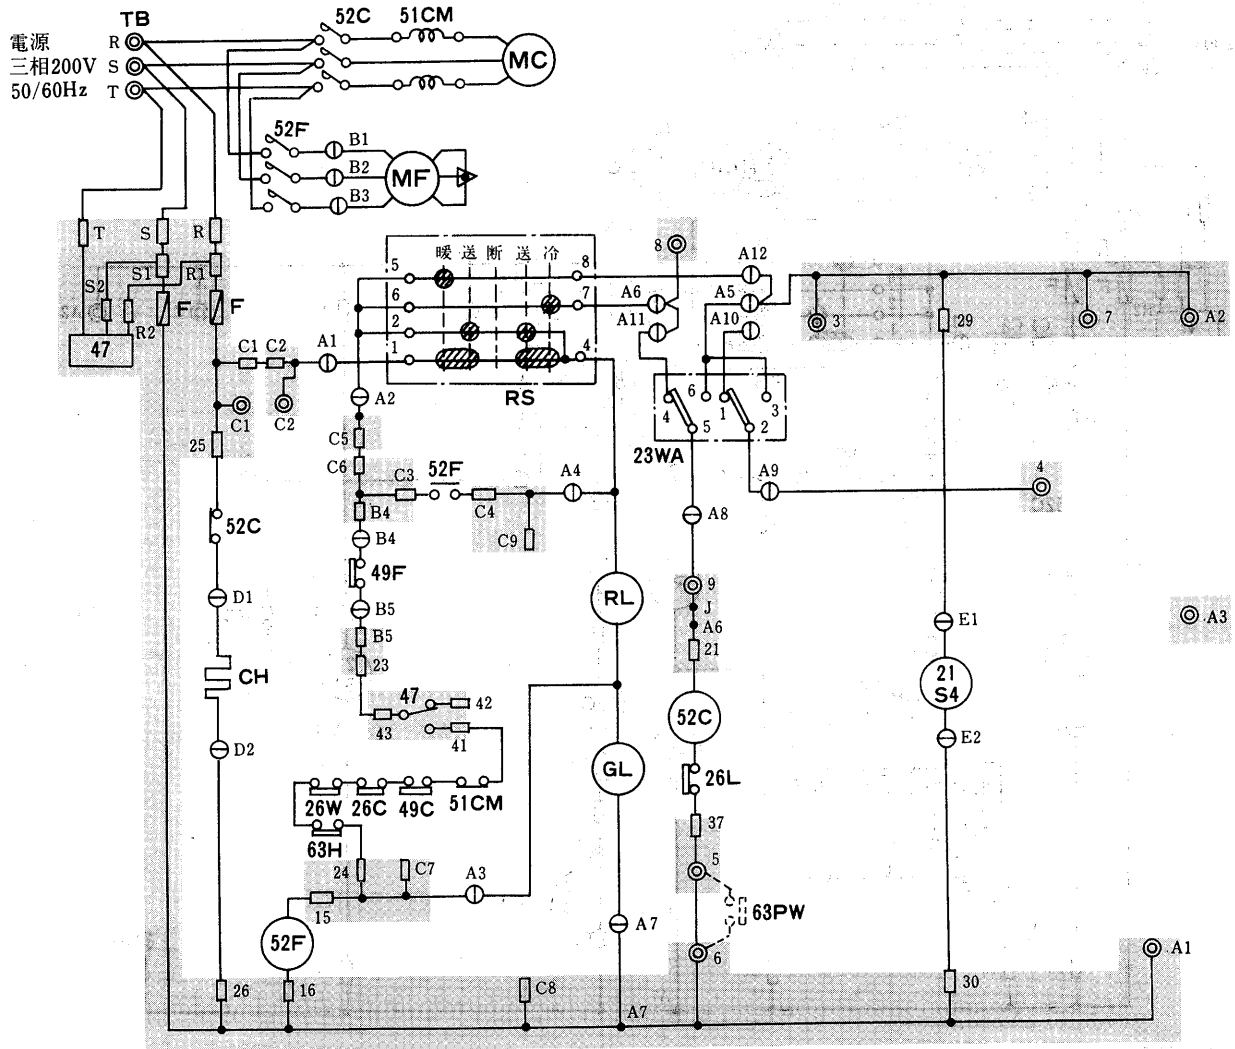 TB
52C
51CM
電源
R
三相200V
S
MC
50/60Hz
T
52F
B1
B2
MF
B3
T
S
R
暖 送 断 送 冷
8
A12
5
8
S1
R1
6
7
A6
A5
S2
F
F
A11
A10
3
29
7
A2
R2
2
47
C1
C2
A1
1
4
RS
A2
6
1
3
4
5
2
C1
C2
23WA
25
C5
C6
C3
52F
A4
A9
4
B4
C4
A8
52C
B4
C9
49F
9
D1
B5
RL
J
A6
E1
A3
B5
21
23
CH
21
S4
47
42
52C
43
41
D2
E2
GL
26L
26W
26C
49C
51CM
37
63H
5
24
C7
A3
63PW
15
A7
52F
6
A1
26
16
C8
30
A7